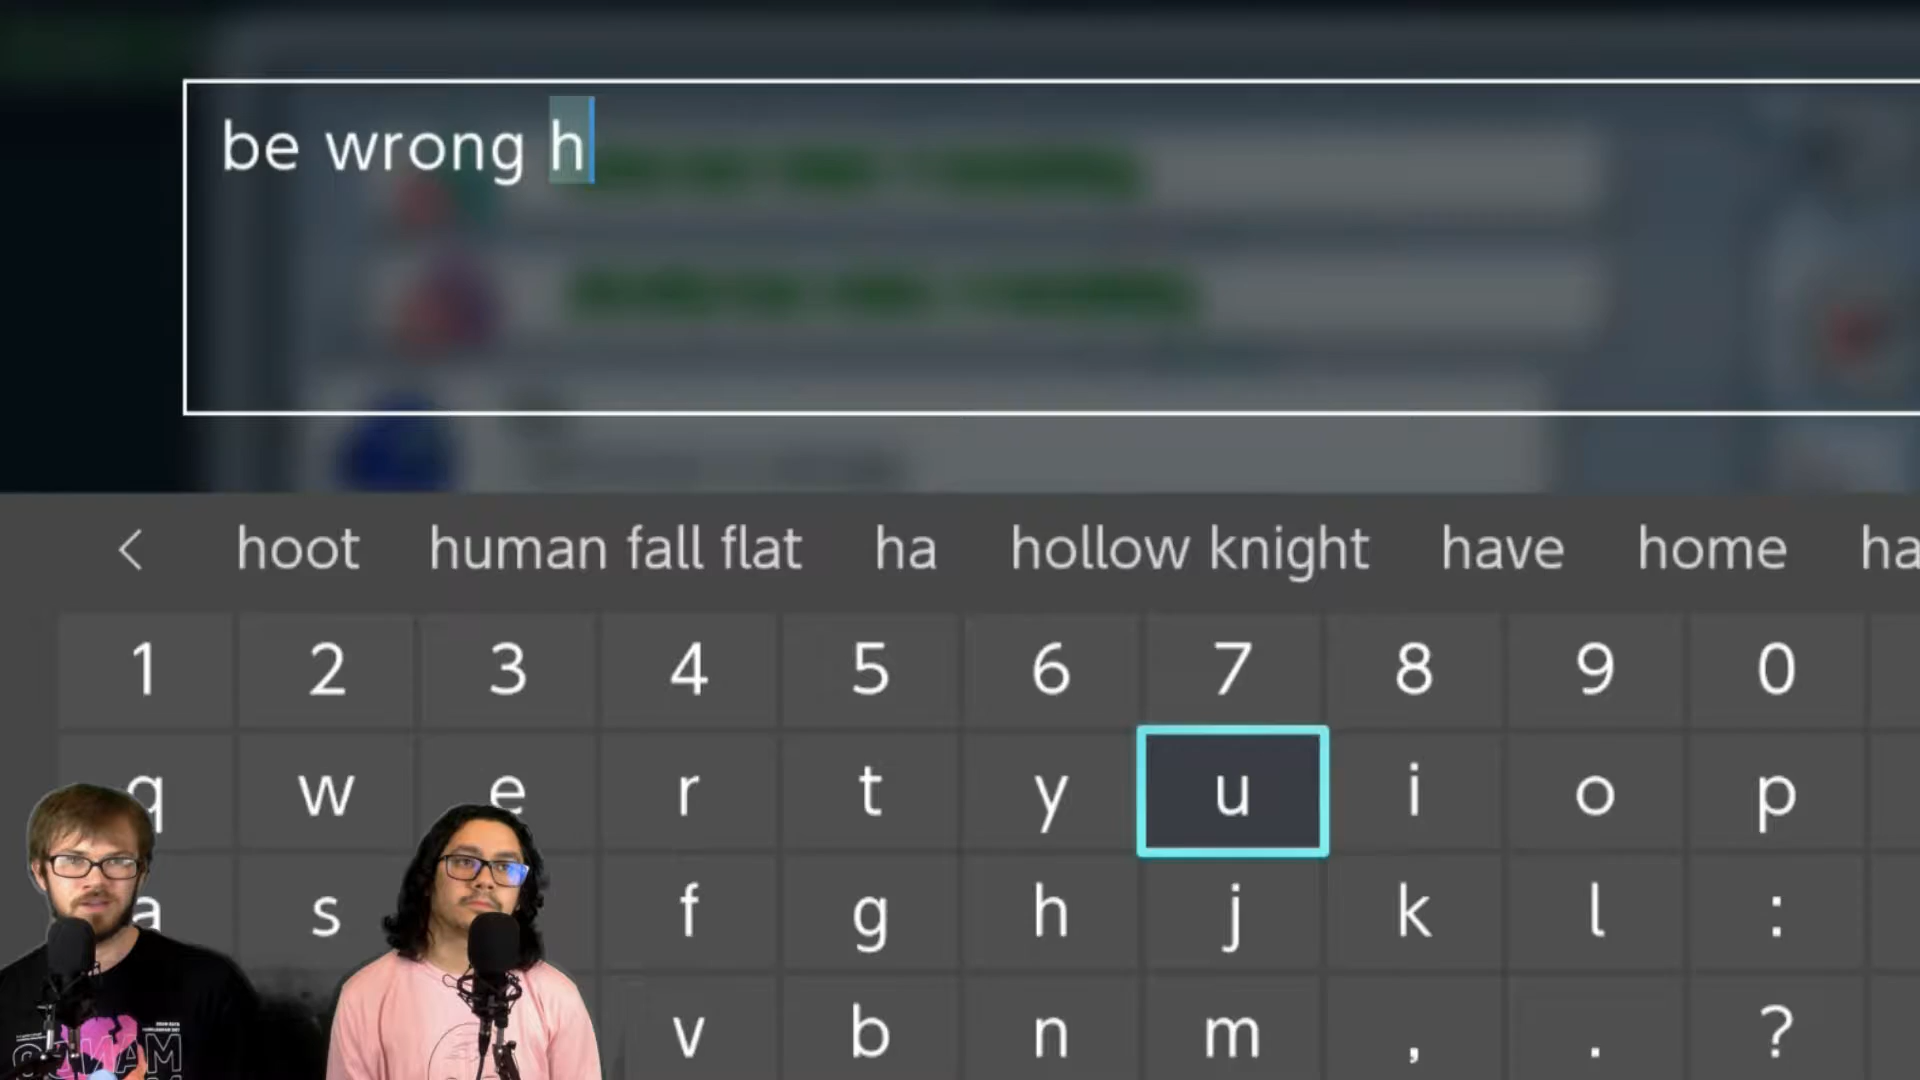 be wrong h
< hoot human fall flat ha hollow knight have home ha
1 2 3 4 5 6 7 8 9 0
q w e r t y u i o p
a s f g h j k l :
v b n m , . ?